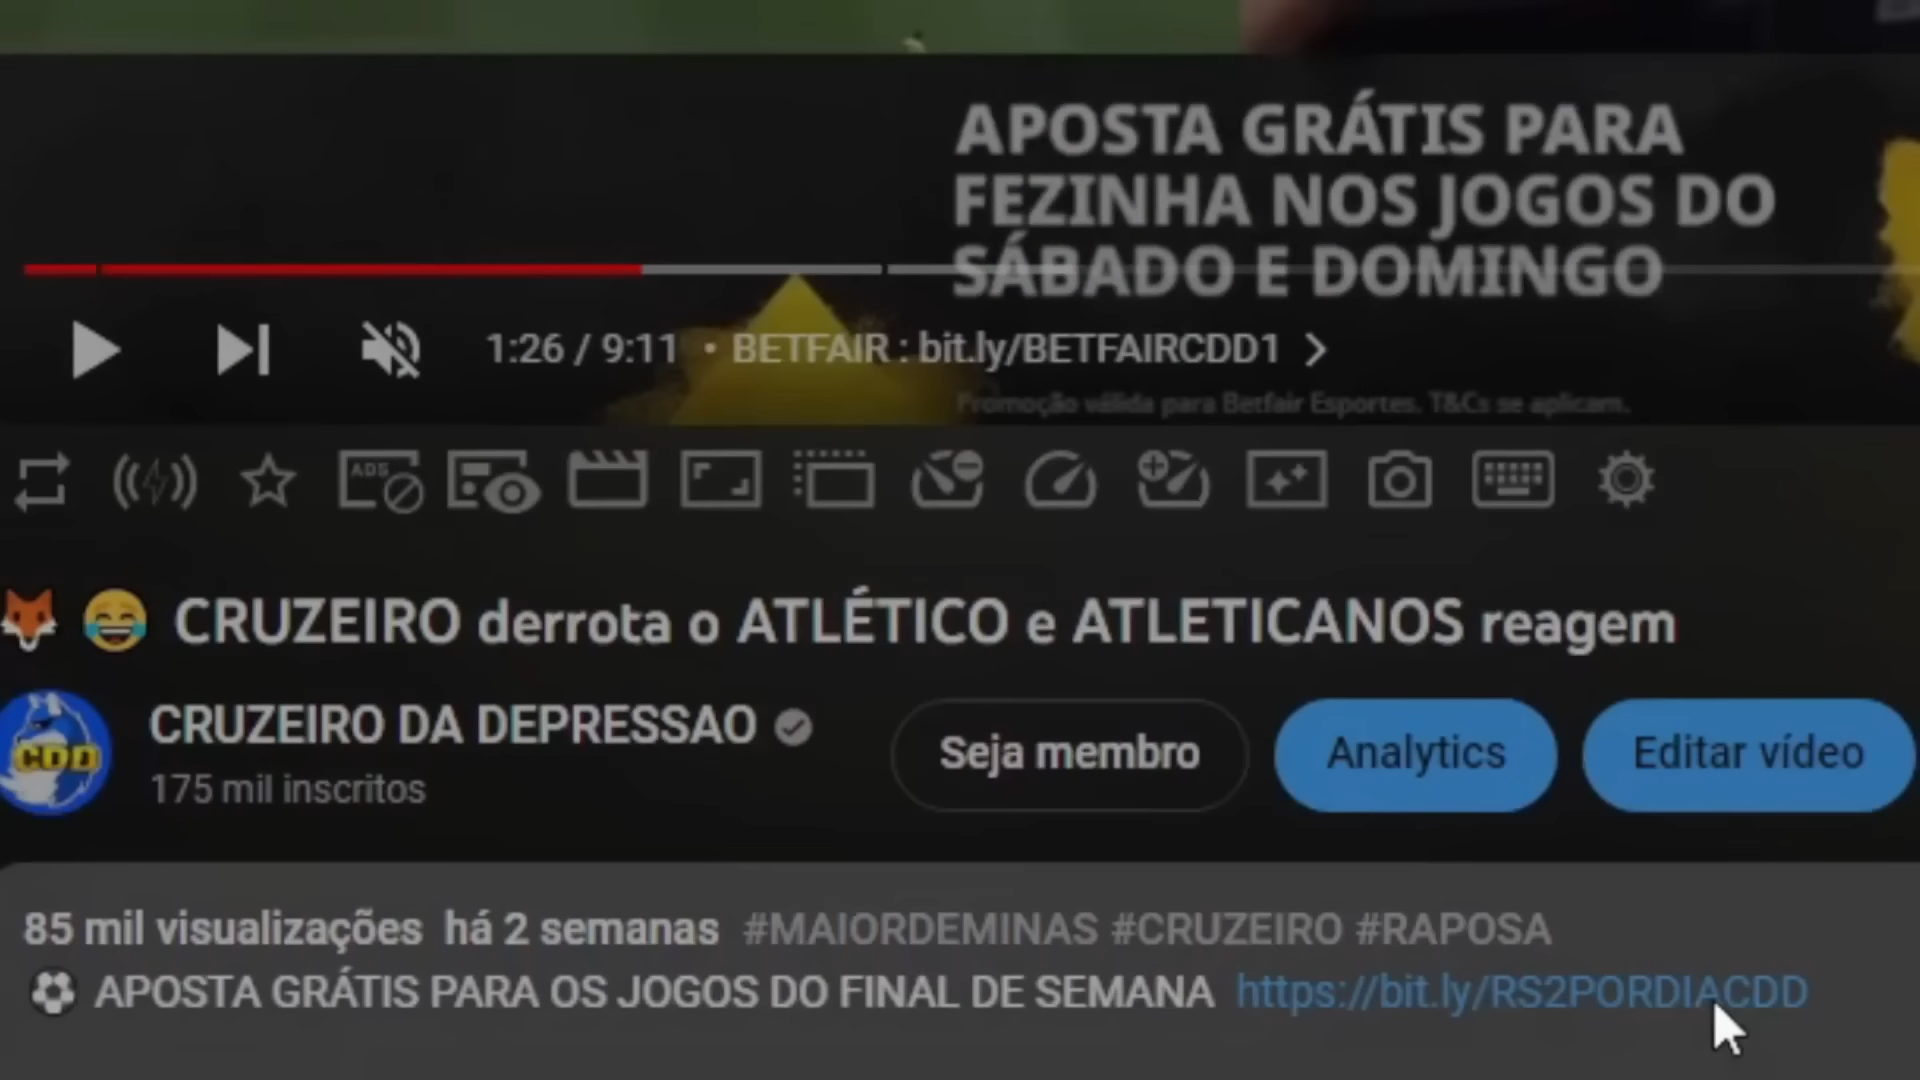 APOSTA GRÁTIS PARA
FEZINHA NOS JOGOS DO
SÁBADO E DOMINGO
1:26 / 9:11 • BETFAIR : bit.ly/BETFAIRCDD1
Promoção válida para Betfair Esportes. T&Cs se aplicam.
ADS
🦊 😂 CRUZEIRO derrota o ATLÉTICO e ATLETICANOS reagem
CDD
CRUZEIRO DA DEPRESSAO
175 mil inscritos
Seja membro
Analytics
Editar vídeo
85 mil visualizações há 2 semanas #MAIORDEMINAS #CRUZEIRO #RAPOSA
⚽ APOSTA GRÁTIS PARA OS JOGOS DO FINAL DE SEMANA https://bit.ly/RS2PORDIACDD